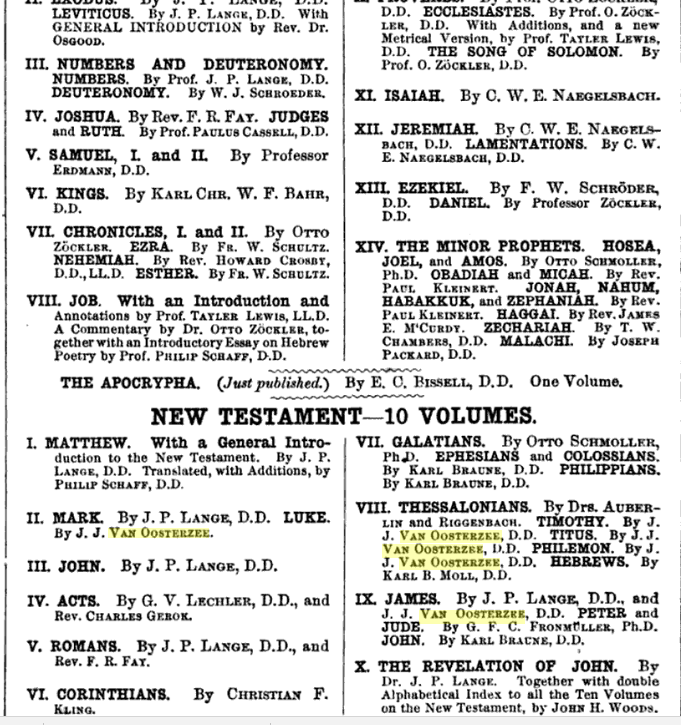 II. EXODUS. By J. P. LANGE, D.D.
LEVITICUS. By J. P. LANGE, D.D. With
GENERAL INTRODUCTION by Rev. Dr.
OSGOOD.
III. NUMBERS AND DEUTERONOMY.
NUMBERS. By Prof. J. P. LANGE, D.D.
DEUTERONOMY. By W. J. SCHROEDER.
IV. JOSHUA. By Rev. F. R. FAY. JUDGES
and RUTH. By Prof. PAULUS CASSELL, D.D.
V. SAMUEL, I. and II. By Professor
ERDMANN, D.D.
VI. KINGS. By KARL CHR. W. F. BAHR,
D.D.
VII. CHRONICLES, I. and II. By OTTO
ZÖCKLER. EZRA. By FR. W. SCHULTZ.
NEHEMIAH. By Rev. HOWARD CROSBY,
D.D., LL.D. ESTHER. By FR. W. SCHULTZ.
VIII. JOB. With an Introduction and
Annotations by Prof. TAYLER LEWIS, LL.D.
A Commentary by Dr. OTTO ZÖCKLER, to-
gether with an Introductory Essay on Hebrew
Poetry by Prof. PHILIP SCHAFF, D.D.
D.D. ECCLESIASTES. By Prof. O. ZÖCK-
LER, D.D. With Additions, and a new
Metrical Version, by Prof. TAYLER LEWIS,
D.D. THE SONG OF SOLOMON. By
Prof. O. ZÖCKLER, D.D.
XI. ISAIAH. By C. W. E. NAEGELSBACH.
XII. JEREMIAH. By C. W. E. NAEGELS-
BACH, D.D. LAMENTATIONS. By C. W.
E. NAEGELSBACH, D.D.
XIII. EZEKIEL. By F. W. SCHRÖDER,
D.D. DANIEL. By Professor ZÖCKLER,
D.D.
XIV. THE MINOR PROPHETS. HOSEA,
JOEL, and AMOS. By OTTO SCHMOLLER,
Ph.D. OBADIAH and MICAH. By Rev.
PAUL KLEINERT. JONAH, NAHUM,
HABAKKUK, and ZEPHANIAH. By Rev.
PAUL KLEINERT. HAGGAI. By Rev. JAMES
E. M'CURDY. ZECHARIAH. By T. W.
CHAMBERS, D.D. MALACHI. By JOSEPH
PACKARD, D.D.
THE APOCRYPHA. (Just published.) By E. C. BISSELL, D.D. One Volume.
NEW TESTAMENT—10 VOLUMES.
I. MATTHEW. With a General Intro-
duction to the New Testament. By J. P.
LANGE, D.D. Translated, with Additions, by
PHILIP SCHAFF, D.D.
II. MARK. By J. P. LANGE, D.D. LUKE.
By J. J. VAN OOSTERZEE.
III. JOHN. By J. P. LANGE, D.D.
IV. ACTS. By G. V. LECHLER, D.D., and
Rev. CHARLES GEROK.
V. ROMANS. By J. P. LANGE, D.D., and
Rev. F. R. FAY.
VI. CORINTHIANS. By CHRISTIAN F.
KLING.
VII. GALATIANS. By OTTO SCHMOLLER,
Ph.D. EPHESIANS and COLOSSIANS.
By KARL BRAUNE, D.D. PHILIPPIANS.
By KARL BRAUNE, D.D.
VIII. THESSALONIANS. By Drs. AUBER-
LIN and RIGGENBACH. TIMOTHY. By J.
J. VAN OOSTERZEE, D.D. TITUS. By J. J.
VAN OOSTERZEE, D.D. PHILEMON. By J.
J. VAN OOSTERZEE, D.D. HEBREWS. By
KARL B. MOLL, D.D.
IX. JAMES. By J. P. LANGE, D.D., and
J. J. VAN OOSTERZEE, D.D. PETER and
JUDE. By G. F. C. FRONMÜLLER, Ph.D.
JOHN. By KARL BRAUNE, D.D.
X. THE REVELATION OF JOHN. By
Dr. J. P. LANGE. Together with double
Alphabetical Index to all the Ten Volumes
on the New Testament, by JOHN H. WOODS.